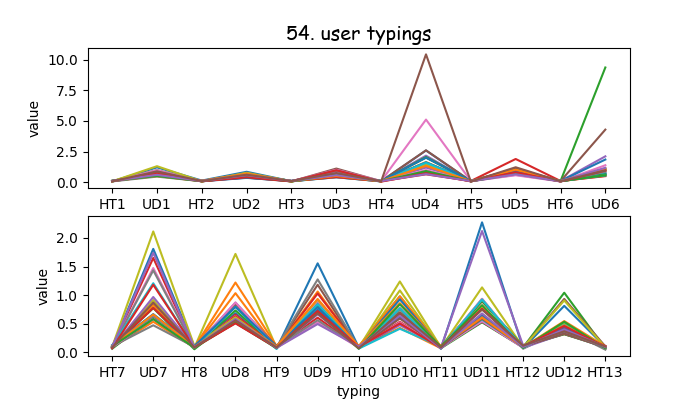 54. user typings
value
10.0
7.5
5.0
2.5
0.0
HT1 UD1 HT2 UD2 HT3 UD3 HT4 UD4 HT5 UD5 HT6 UD6
value
2.0
1.5
1.0
0.5
0.0
HT7 UD7 HT8 UD8 HT9 UD9 HT10 UD10 HT11 UD11 HT12 UD12 HT13
typing